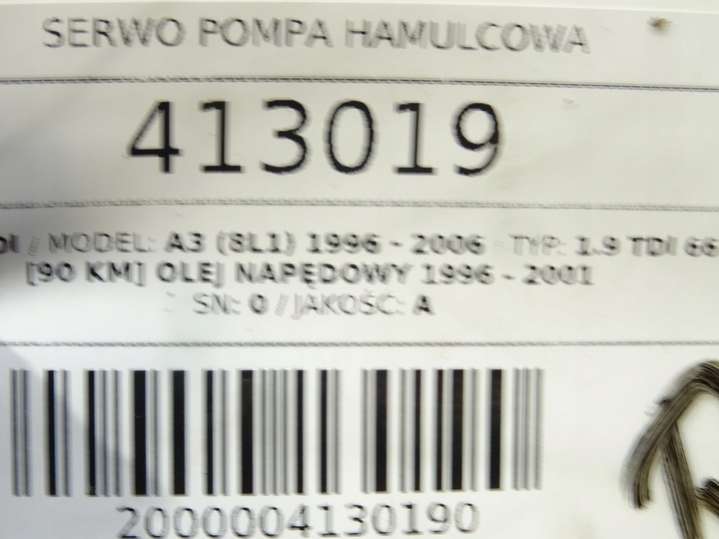 SERWO POMPA HAMULCOWA
413019
/ MODEL: A3 (8L1) 1996 - 2006 TYP: 1.9 TDI 66
[90 KM] OLEJ NAPĘDOWY 1996 - 2001
SN: 0 / JAKOŚĆ: A
2000004130190